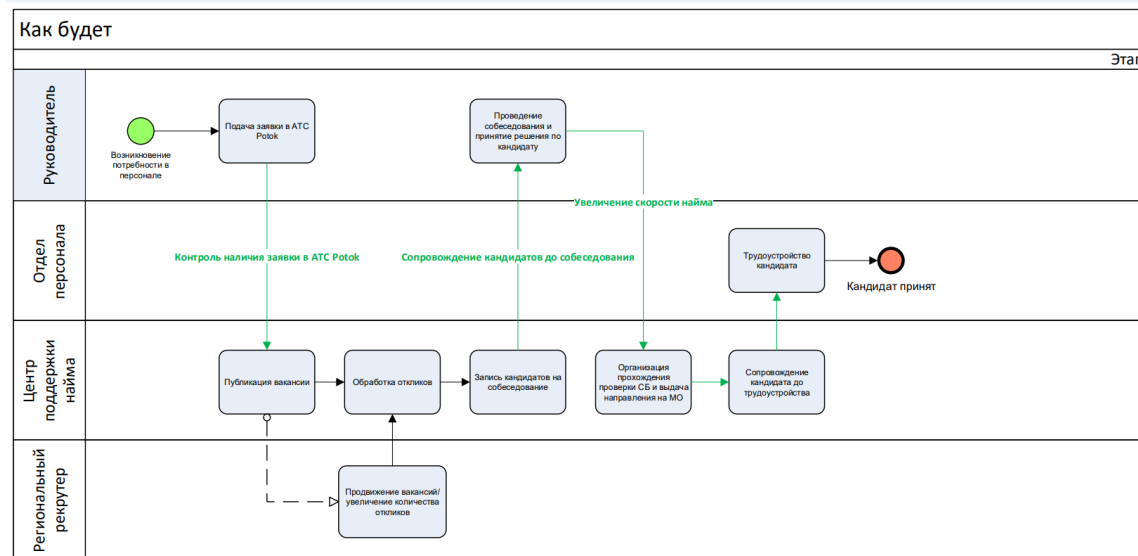 Как будет
Этап
Руководитель
Возникновение
потребности в
персонале
Подача заявки в АТС
Potok
Проведение
собеседования и
принятие решения по
кандидату
Увеличение скорости найма
Отдел
персонала
Контроль наличия заявки в АТС Potok
Сопровождение кандидатов до собеседования
Трудоустройство
кандидата
Кандидат принят
Центр
поддержки
найма
Публикация вакансии
Обработка откликов
Запись кандидатов на
собеседование
Организация
прохождения
проверки СБ и выдача
направления на МО
Сопровождение
кандидата до
трудоустройства
Региональный
рекрутер
Продвижение вакансий/
увеличение количества
откликов